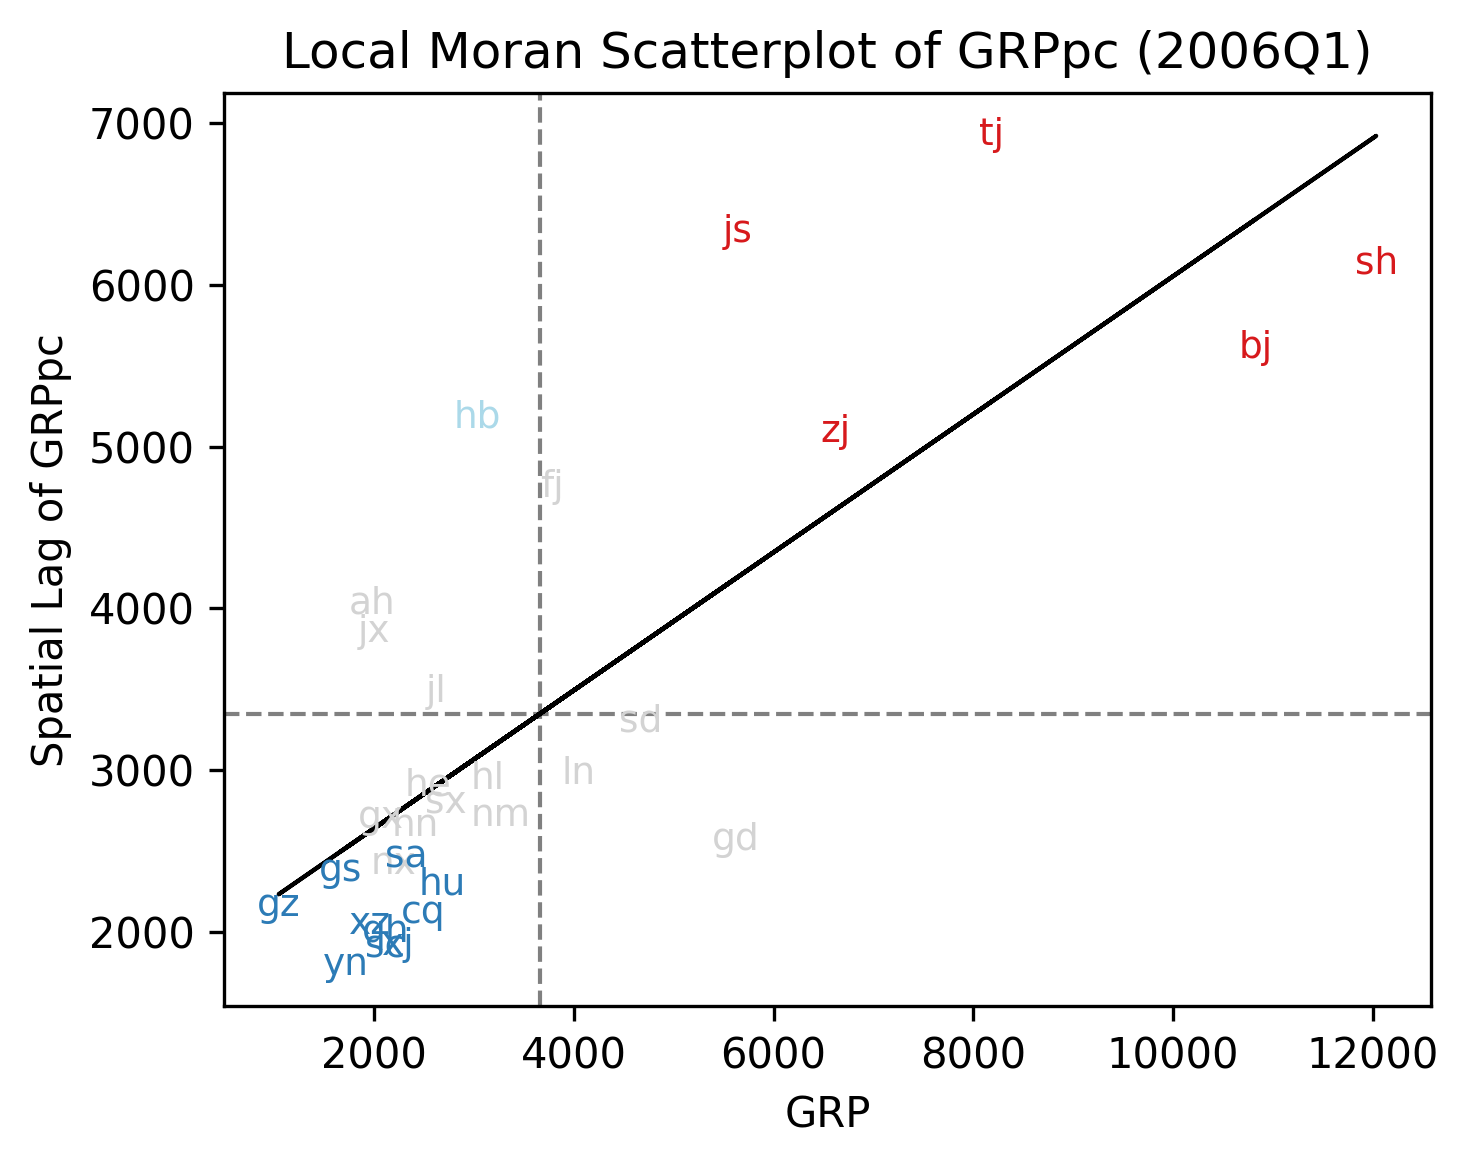 Local Moran Scatterplot of GRPpc (2006Q1)
7000
6000
5000
4000
3000
2000
Spatial Lag of GRPpc
tj
js
sh
bj
hb
zj
fj
ah
jx
jl
sd
ln
he
hl
sx
gx
hn
nm
gd
sa
nx
gs
hu
gz
cq
xz
qh
sc
xj
yn
2000 4000 6000 8000 10000 12000
GRP